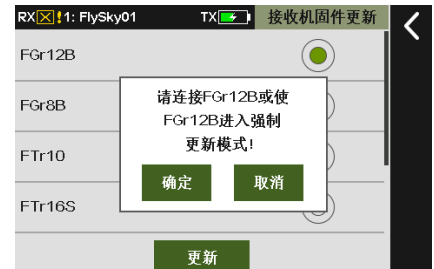 RX!1: FlySky01 TX 接收机固件更新
FGr12B
FGr8B
请连接FGr12B或使
FGr12B进入强制
更新模式!
FTr10
确定 取消
FTr16S
更新